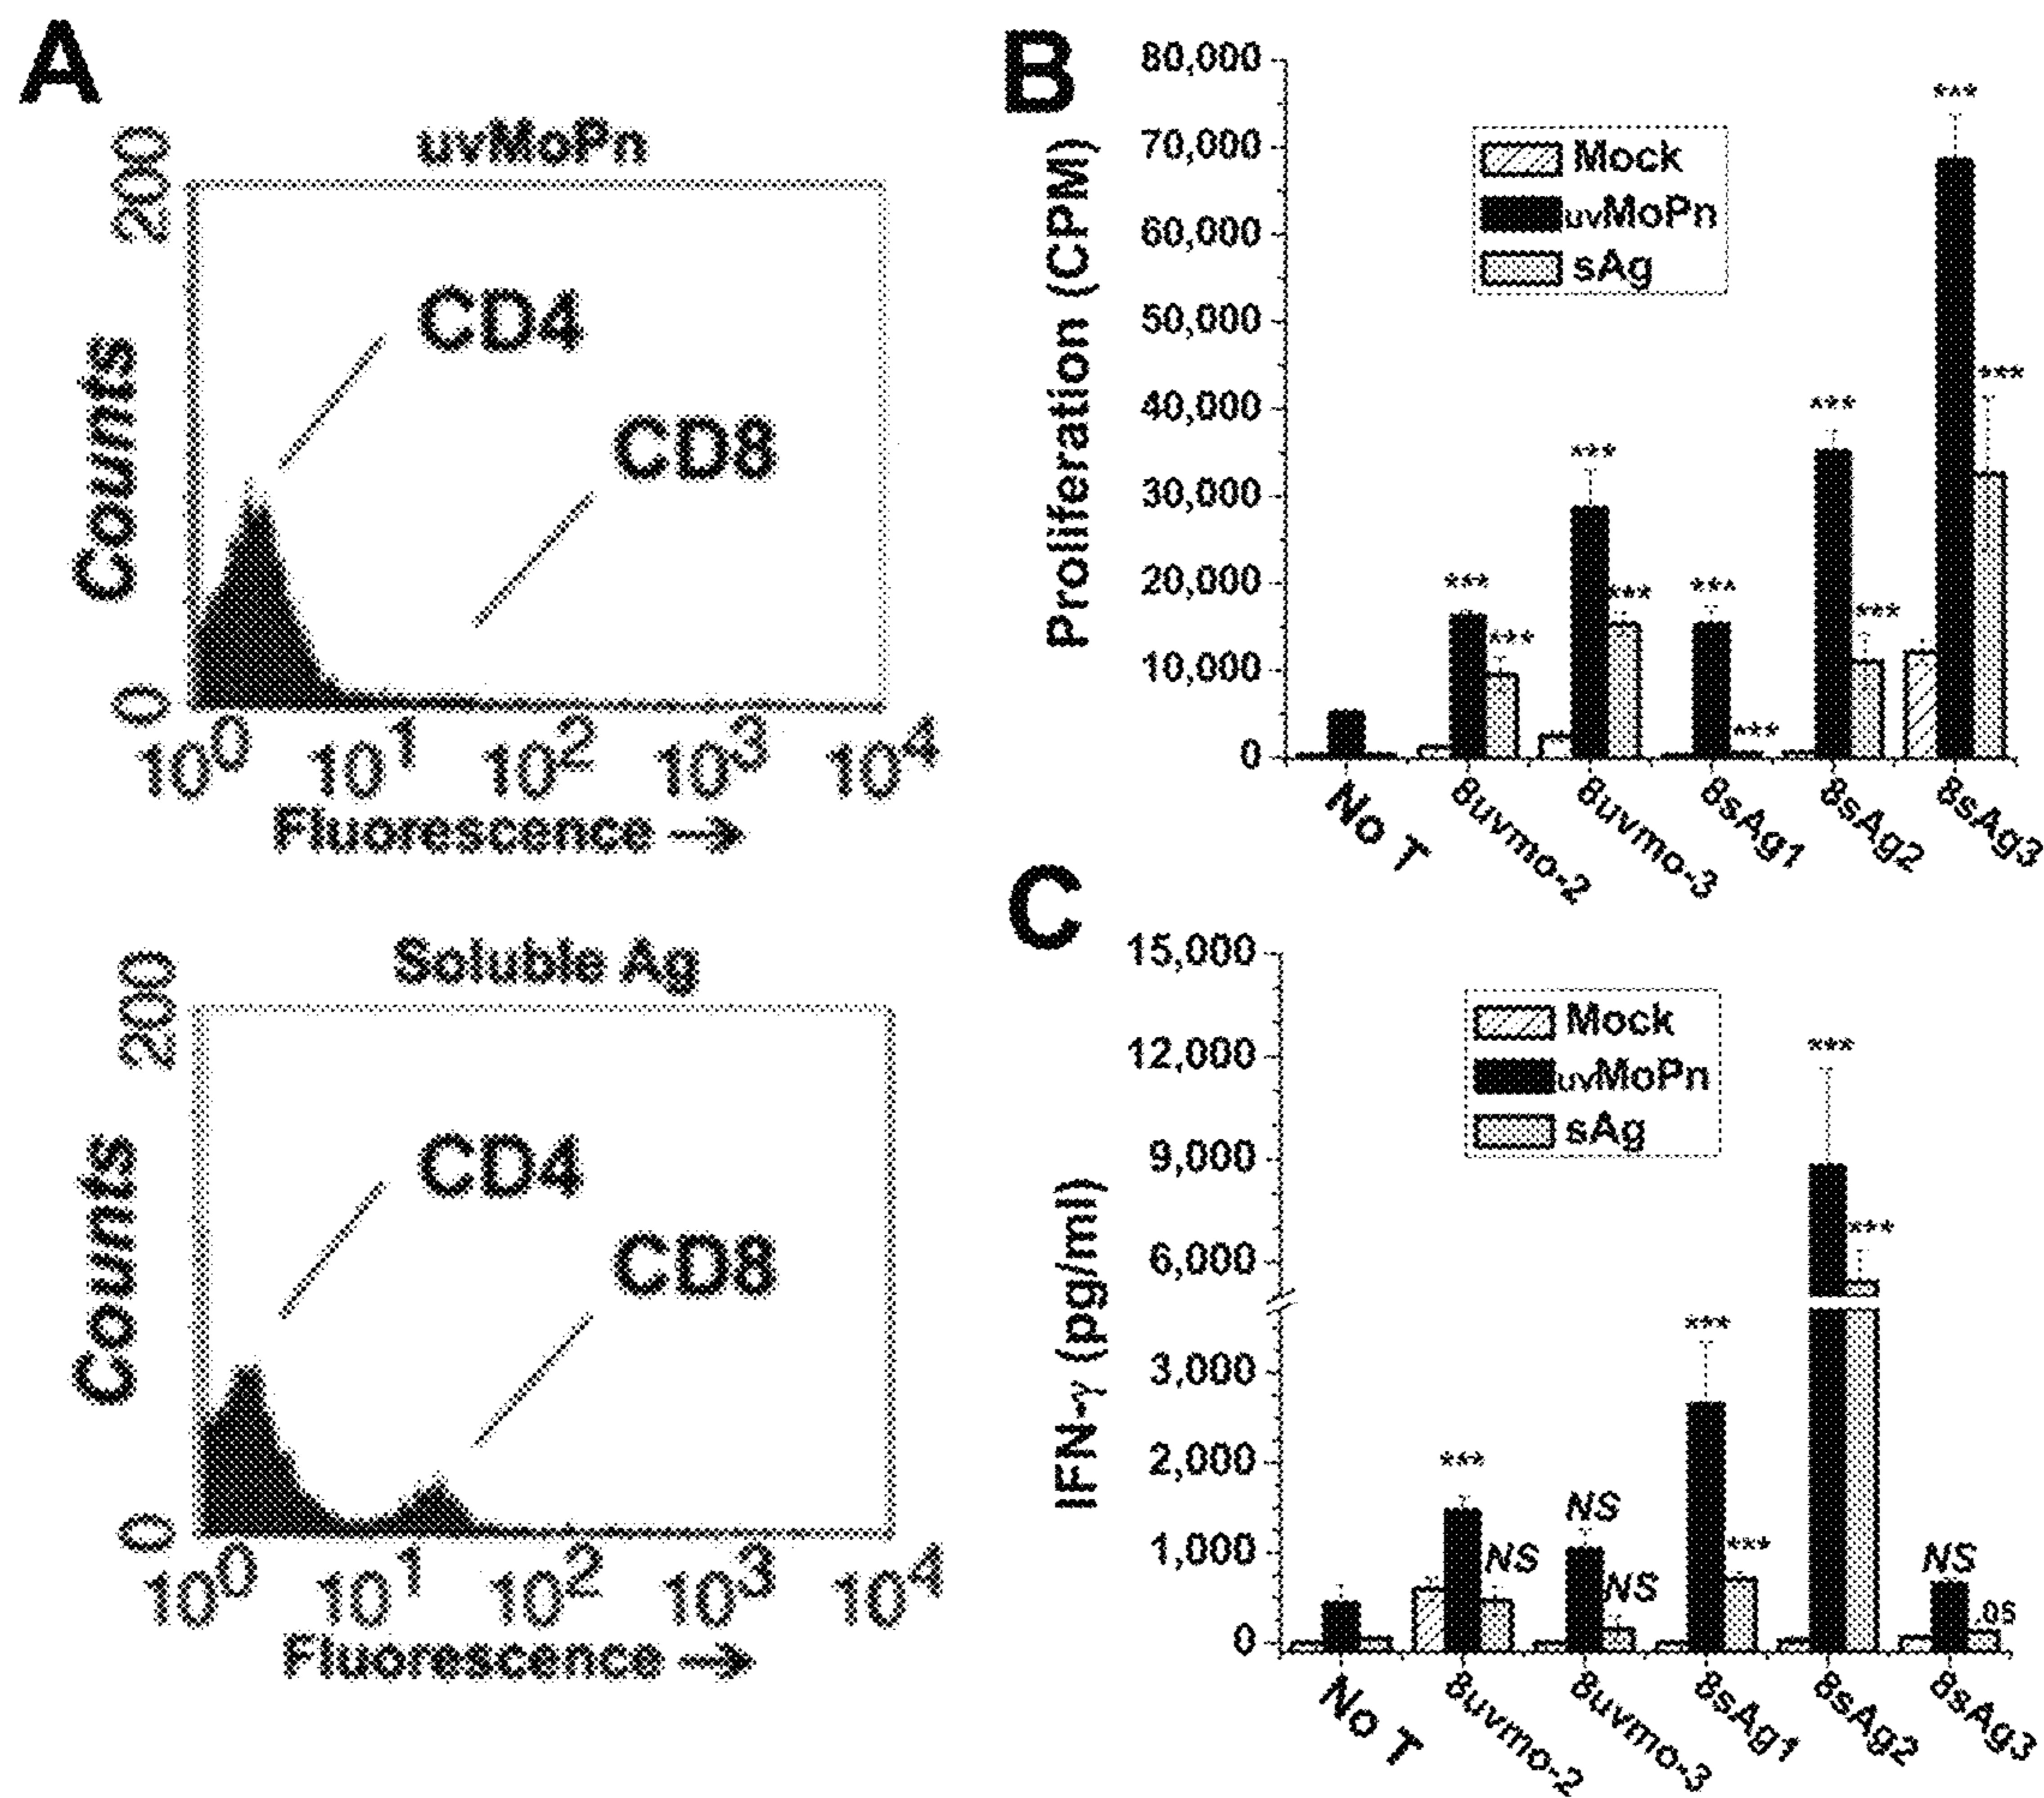 A
uvMoPn
200
Counts
0
CD4
CD8
10^0 10^1 10^2 10^3 10^4
Fluorescence →
Soluble Ag
200
Counts
0
CD4
CD8
10^0 10^1 10^2 10^3 10^4
Fluorescence →
B
Proliferation (CPM)
80,000
70,000
60,000
50,000
40,000
30,000
20,000
10,000
0
Mock
uvMoPn
sAg
*** *** *** *** *** *** *** *** *** ***
No T 8uvmo-2 8uvmo-3 8sAg1 8sAg2 8sAg3
C
IFN-γ (pg/ml)
15,000
12,000
9,000
6,000
3,000
2,000
1,000
0
Mock
uvMoPn
sAg
*** NS NS NS *** *** *** *** NS .05
No T 8uvmo-2 8uvmo-3 8sAg1 8sAg2 8sAg3